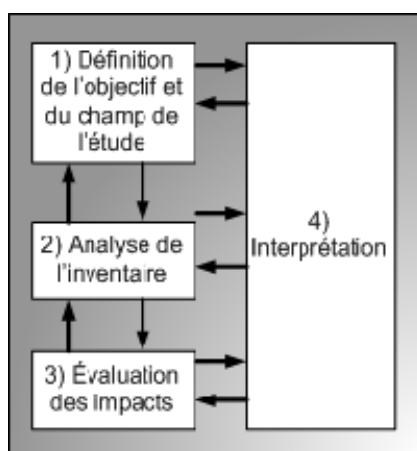 1) Définition
de l'objectif et
du champ de
l'étude
2) Analyse de
l'inventaire
3) Évaluation
des impacts
4)
Interprétation